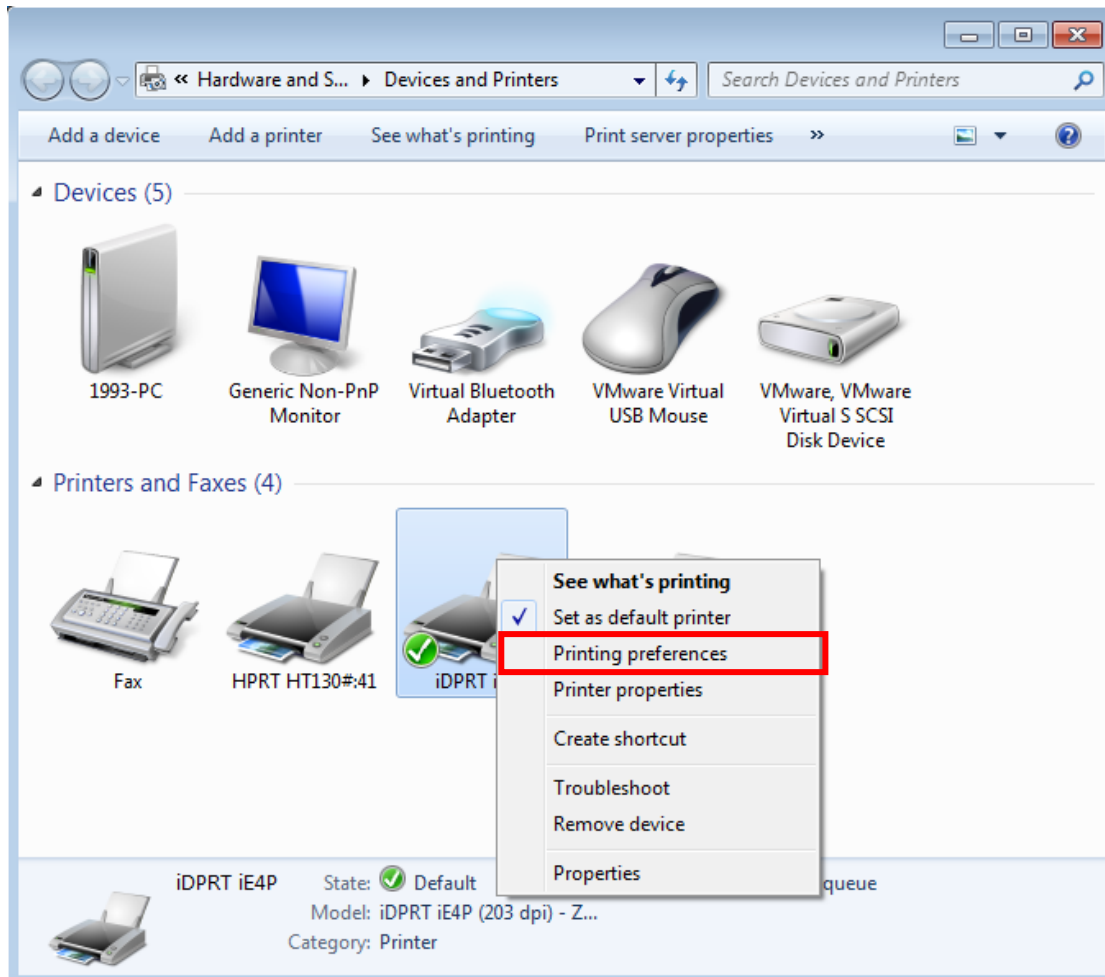 « Hardware and S... ▸ Devices and Printers
Search Devices and Printers
Add a device Add a printer See what's printing Print server properties »
Devices (5)
1993-PC
Generic Non-PnP
Monitor
Virtual Bluetooth
Adapter
VMware Virtual
USB Mouse
VMware, VMware
Virtual S SCSI
Disk Device
Printers and Faxes (4)
Fax
HPRT HT130#:41
iDPRT i
See what's printing
Set as default printer
Printing preferences
Printer properties
Create shortcut
Troubleshoot
Remove device
Properties
iDPRT iE4P State: Default queue
Model: iDPRT iE4P (203 dpi) - Z...
Category: Printer